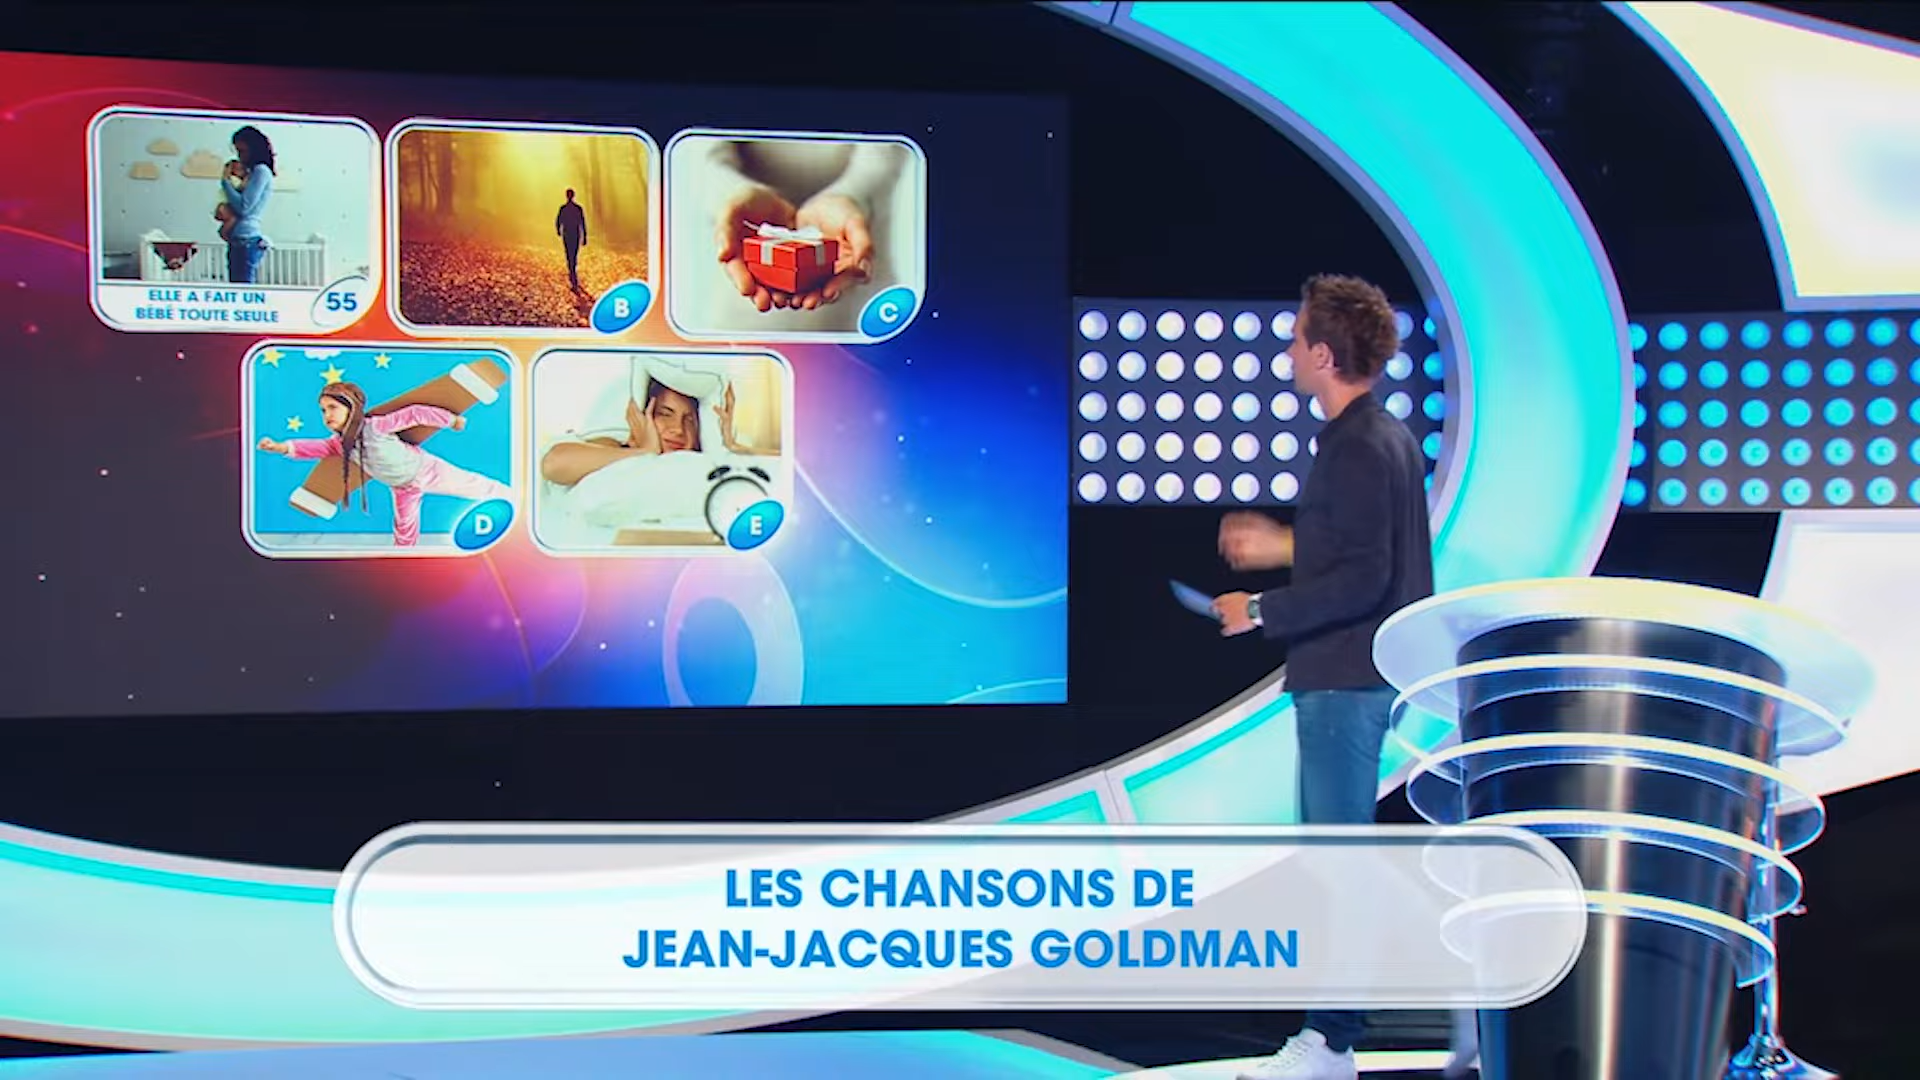 ELLE A FAIT UN
BÉBÉ TOUTE SEULE
55
B
C
D
E
LES CHANSONS DE
JEAN-JACQUES GOLDMAN